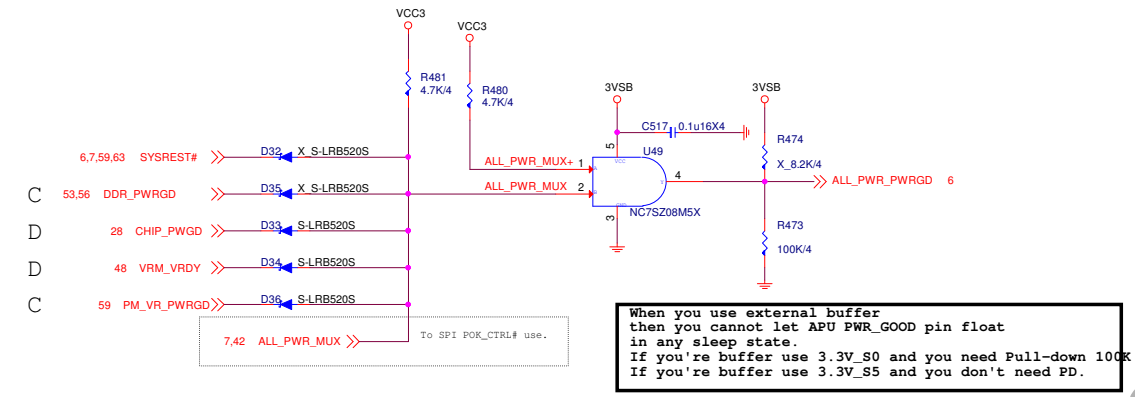 VCC3
VCC3
R481
4.7K/4
R480
4.7K/4
3VSB
3VSB
C517
0.1u16X4
R474
X_8.2K/4
6,7,59,63 SYSREST#
D32
X_S-LRB520S
ALL_PWR_MUX+ 1
5
VCC
U49
A
C
53,56 DDR_PWRGD
D35
X_S-LRB520S
ALL_PWR_MUX 2
B
4
ALL_PWR_PWRGD 6
3
GND
NC7SZ08M5X
D
28 CHIP_PWGD
D33
S-LRB520S
R473
100K/4
D
48 VRM_VRDY
D34
S-LRB520S
C
59 PM_VR_PWRGD
D36
S-LRB520S
7,42 ALL_PWR_MUX
To SPI POK_CTRL# use.
When you use external buffer
then you cannot let APU PWR_GOOD pin float
in any sleep state.
If you're buffer use 3.3V_S0 and you need Pull-down 100K
If you're buffer use 3.3V_S5 and you don't need PD.